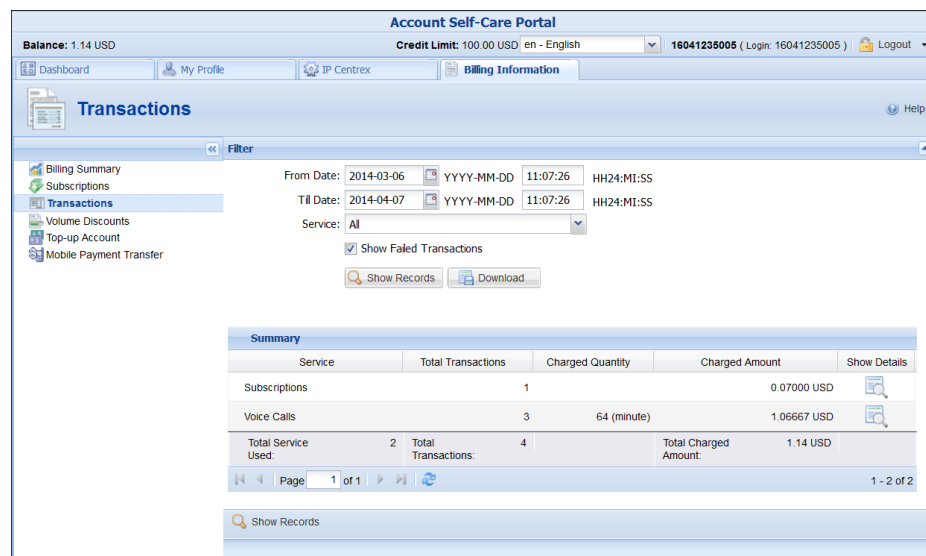 Account Self-Care Portal
Balance: 1.14 USD Credit Limit: 100.00 USD en - English 16041235005 ( Login: 16041235005 ) Logout
Dashboard My Profile IP Centrex Billing Information
Transactions Help
Filter
Billing Summary
Subscriptions
Transactions
Volume Discounts
Top-up Account
Mobile Payment Transfer
From Date: 2014-03-06 YYYY-MM-DD 11:07:26 HH24:MI:SS
Till Date: 2014-04-07 YYYY-MM-DD 11:07:26 HH24:MI:SS
Service: All
Show Failed Transactions
Show Records Download
Summary
Service Total Transactions Charged Quantity Charged Amount Show Details
Subscriptions 1 0.07000 USD
Voice Calls 3 64 (minute) 1.06667 USD
Total Service Used: 2 Total Transactions: 4 Total Charged Amount: 1.14 USD
Page 1 of 1 1 - 2 of 2
Show Records